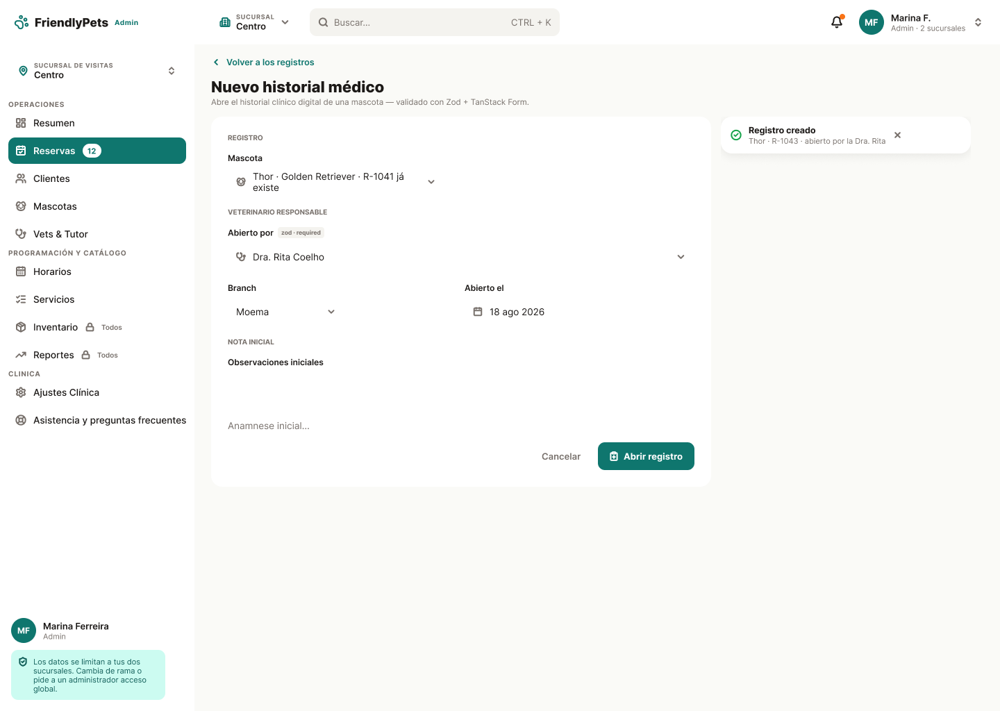 FriendlyPets Admin
SUCURSAL
Centro
Buscar...
CTRL + K
MF
Marina F.
Admin · 2 sucursales
SUCURSAL DE VISITAS
Centro
OPERACIONES
Resumen
Reservas 12
Clientes
Mascotas
Vets & Tutor
PROGRAMACIÓN Y CATÁLOGO
Horarios
Servicios
Inventario Todos
Reportes Todos
CLINICA
Ajustes Clínica
Asistencia y preguntas frecuentes
MF
Marina Ferreira
Admin
Los datos se limitan a tus dos
sucursales. Cambia de rama o
pide a un administrador acceso
global.
Volver a los registros
Nuevo historial médico
Abre el historial clínico digital de una mascota — validado con Zod + TanStack Form.
REGISTRO
Mascota
Thor · Golden Retriever · R-1041 já
existe
VETERINARIO RESPONSABLE
Abierto por zod · required
Dra. Rita Coelho
Branch
Moema
Abierto el
18 ago 2026
NOTA INICIAL
Observaciones iniciales
Anamnese inicial...
Cancelar
Abrir registro
Registro creado
Thor · R-1043 · abierto por la Dra. Rita